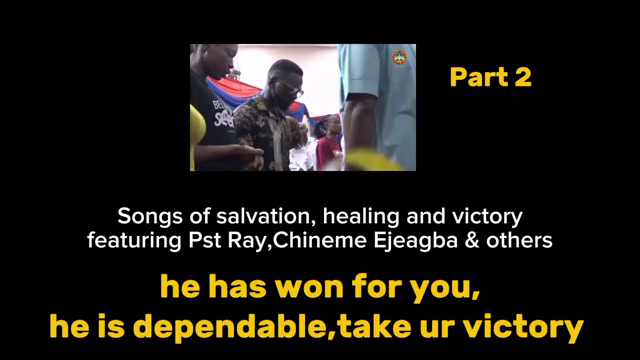 Part 2
Songs of salvation, healing and victory
featuring Pst Ray,Chineme Ejeagba & others
he has won for you,
he is dependable,take ur victory